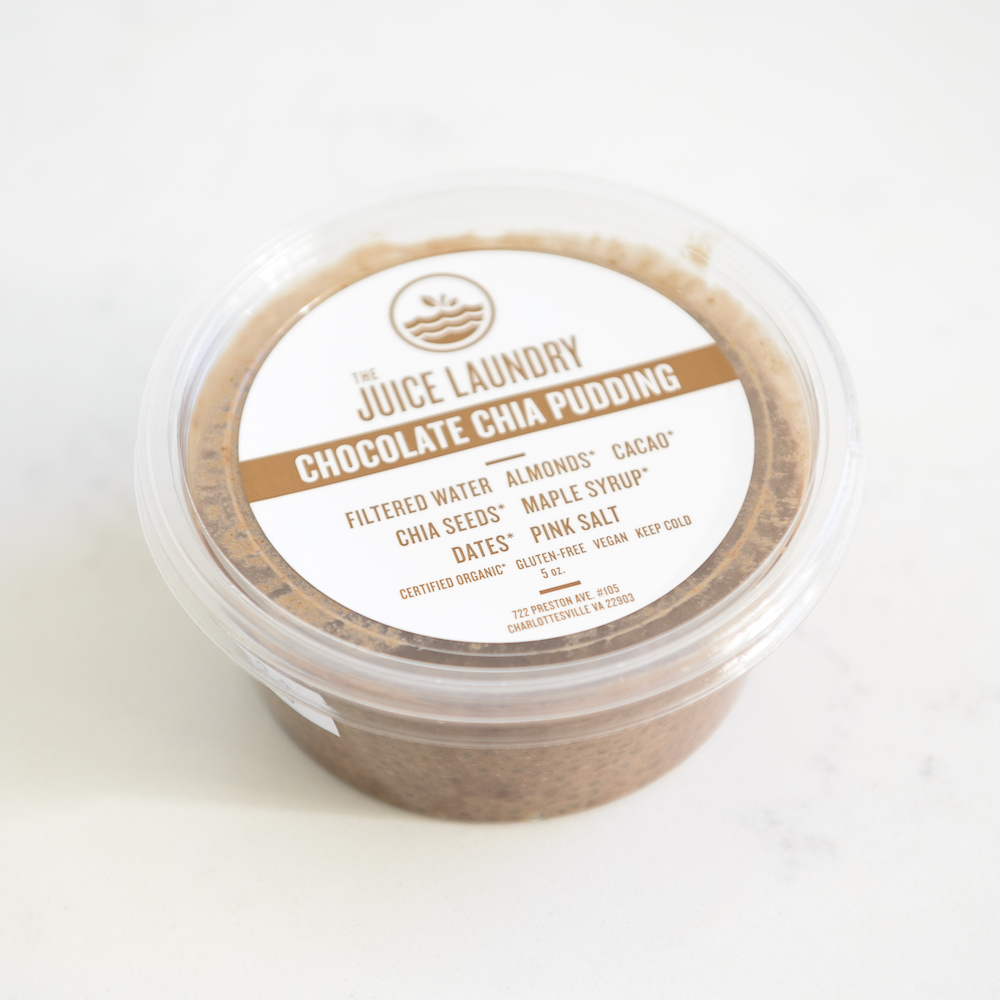 THE
JUICE LAUNDRY
CHOCOLATE CHIA PUDDING
FILTERED WATER ALMONDS* CACAO*
CHIA SEEDS* MAPLE SYRUP*
DATES* PINK SALT
CERTIFIED ORGANIC* GLUTEN-FREE VEGAN KEEP COLD
5 oz.
722 PRESTON AVE. #105
CHARLOTTESVILLE VA 22903